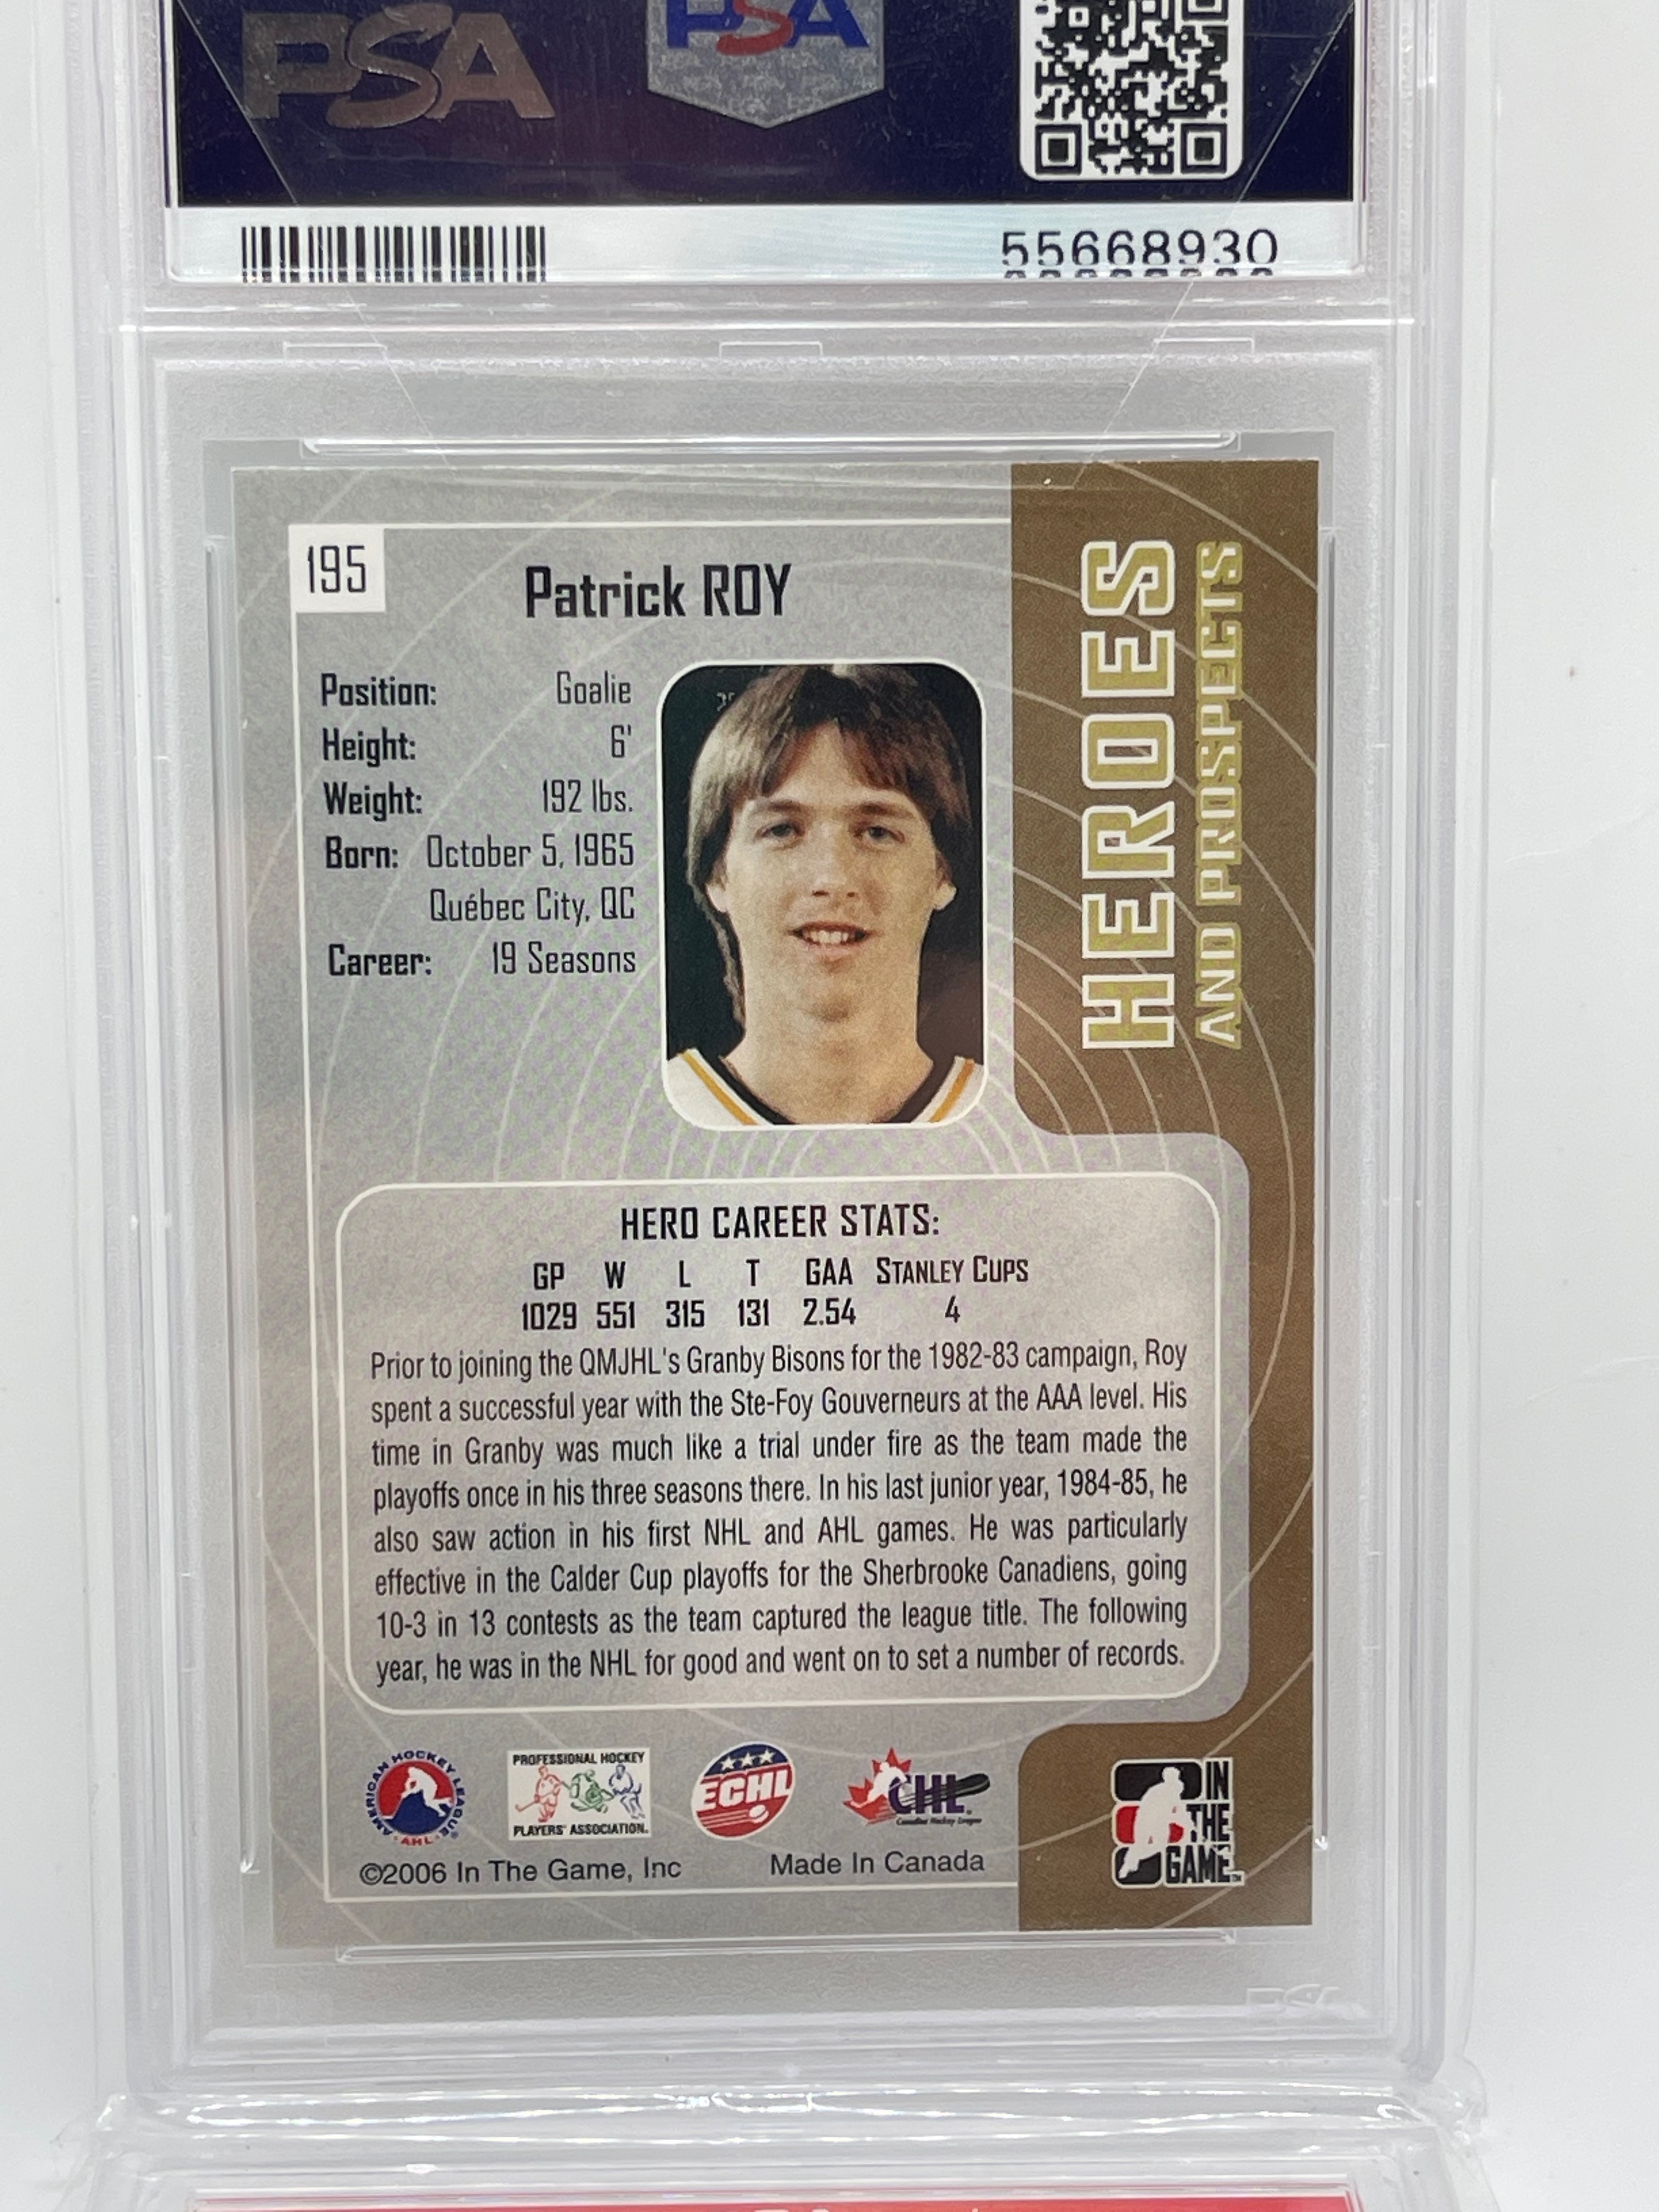 PSA
PSA
55668930
195
Patrick ROY
Position: Goalie
Height: 6'
Weight: 192 lbs.
Born: October 5, 1965
Québec City, QC
Career: 19 Seasons
HEROES
AND PROSPECTS
HERO CAREER STATS:
GP W L T GAA STANLEY CUPS
1029 551 315 131 2.54 4
Prior to joining the QMJHL's Granby Bisons for the 1982-83 campaign, Roy
spent a successful year with the Ste-Foy Gouverneurs at the AAA level. His
time in Granby was much like a trial under fire as the team made the
playoffs once in his three seasons there. In his last junior year, 1984-85, he
also saw action in his first NHL and AHL games. He was particularly
effective in the Calder Cup playoffs for the Sherbrooke Canadiens, going
10-3 in 13 contests as the team captured the league title. The following
year, he was in the NHL for good and went on to set a number of records.
AMERICAN HOCKEY LEAGUE
AHL
PROFESSIONAL HOCKEY
PLAYERS' ASSOCIATION.
ECHL
CHL
Canadian Hockey League
IN
THE
GAME™
©2006 In The Game, Inc Made In Canada
PSA